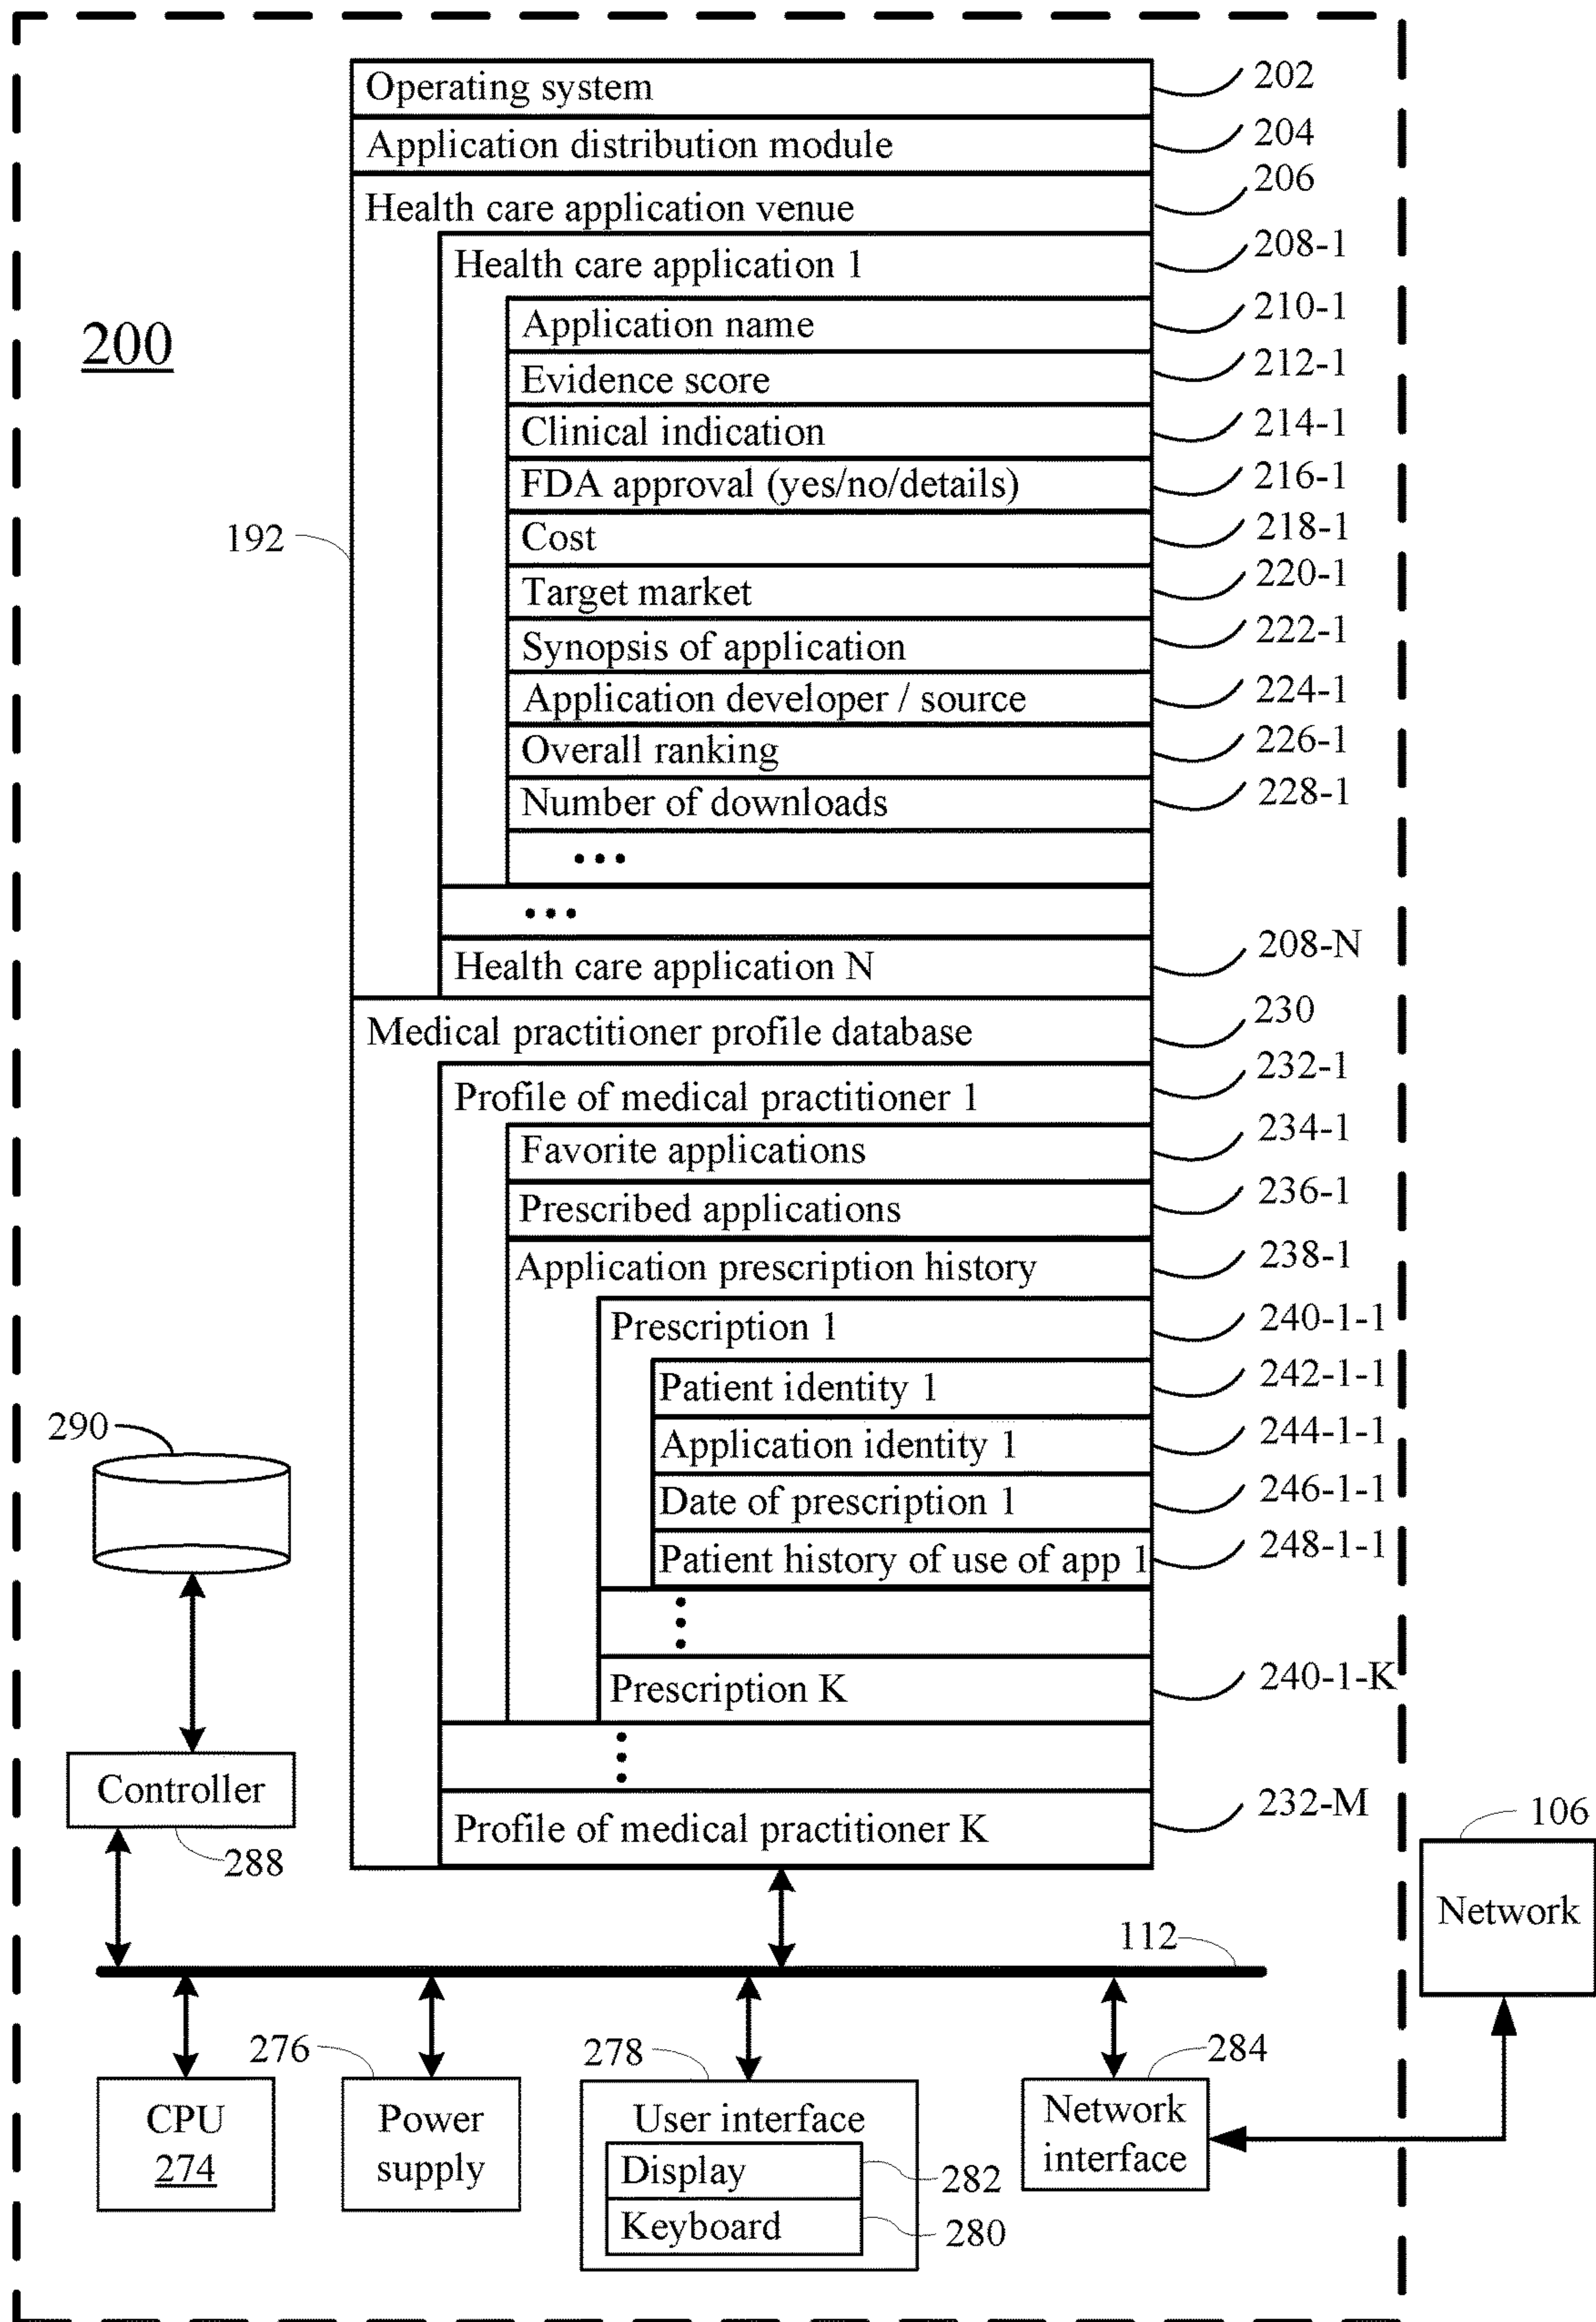 Operating system 202
Application distribution module 204
Health care application venue 206
Health care application 1 208-1
Application name 210-1
200
Evidence score 212-1
Clinical indication 214-1
FDA approval (yes/no/details) 216-1
192
Cost 218-1
Target market 220-1
Synopsis of application 222-1
Application developer / source 224-1
Overall ranking 226-1
Number of downloads 228-1
...
...
Health care application N 208-N
Medical practitioner profile database 230
Profile of medical practitioner 1 232-1
Favorite applications 234-1
Prescribed applications 236-1
Application prescription history 238-1
Prescription 1 240-1-1
Patient identity 1 242-1-1
290
Application identity 1 244-1-1
Date of prescription 1 246-1-1
Patient history of use of app 1 248-1-1
Prescription K 240-1-K
Controller
288
Profile of medical practitioner K 232-M
106
Network
112
276
278
284
CPU
274
Power
supply
User interface
Display 282
Keyboard 280
Network
interface